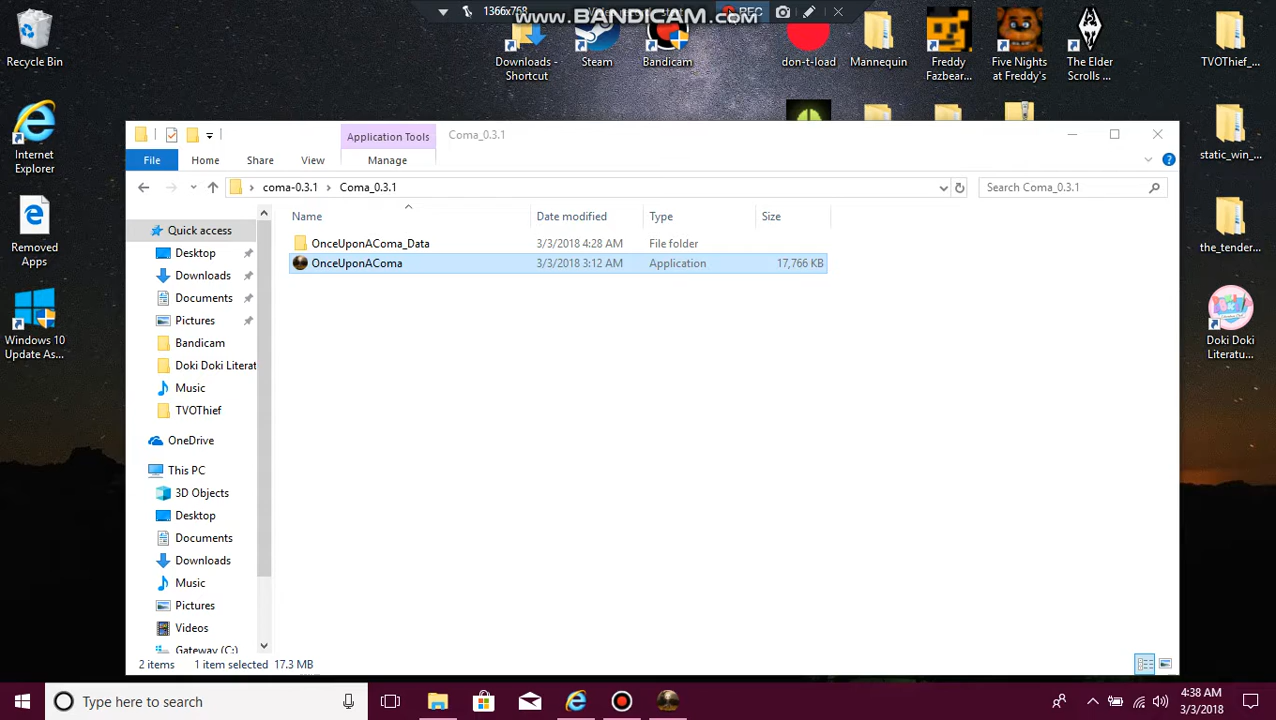 1366x768
www.BANDICAM.com
REC
Recycle Bin
Downloads - Shortcut
Steam
Bandicam
don-t-load
Mannequin
Freddy Fazbear...
Five Nights at Freddy's
The Elder Scrolls ...
TVOThief_...
Internet Explorer
Removed Apps
Windows 10 Update As...
static_win_...
the_tender...
Doki Doki Literatu...
Application Tools
Coma_0.3.1
File
Home
Share
View
Manage
coma-0.3.1
Coma_0.3.1
Search Coma_0.3.1
Name
Date modified
Type
Size
OnceUponAComa_Data
3/3/2018 4:28 AM
File folder
OnceUponAComa
3/3/2018 3:12 AM
Application
17,766 KB
Quick access
Desktop
Downloads
Documents
Pictures
Bandicam
Doki Doki Literat
Music
TVOThief
OneDrive
This PC
3D Objects
Desktop
Documents
Downloads
Music
Pictures
Videos
Gateway (C:)
2 items
1 item selected 17.3 MB
Type here to search
4:38 AM
3/3/2018